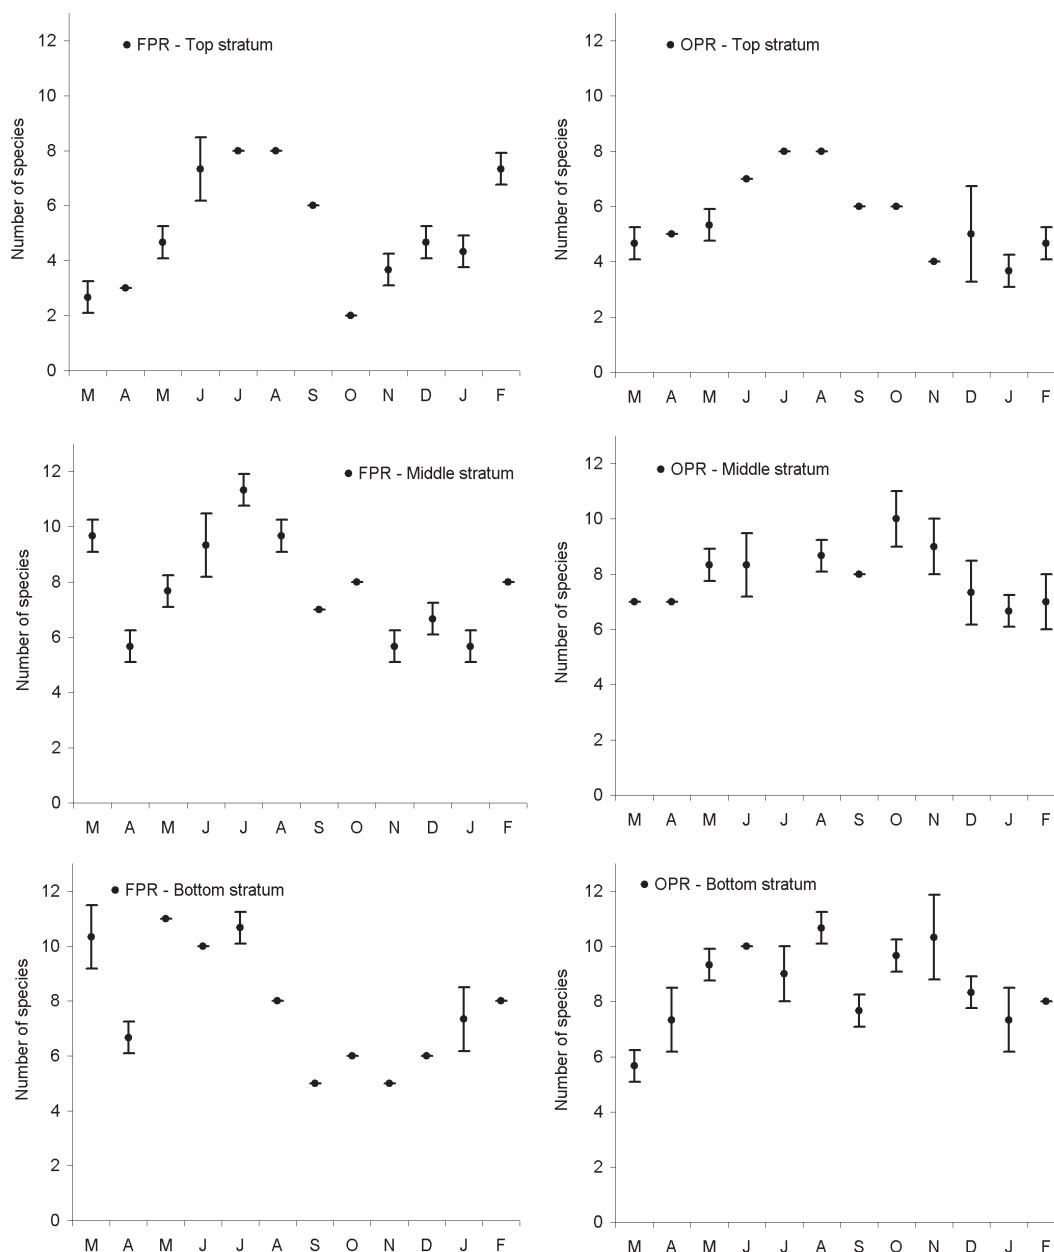 FPR - Top stratum
Number of species
12
10
8
6
4
2
0
M A M J J A S O N D J F
OPR - Top stratum
Number of species
12
10
8
6
4
2
0
M A M J J A S O N D J F
FPR - Middle stratum
Number of species
12
10
8
6
4
2
0
M A M J J A S O N D J F
OPR - Middle stratum
Number of species
12
10
8
6
4
2
0
M A M J J A S O N D J F
FPR - Bottom stratum
Number of species
12
10
8
6
4
2
0
M A M J J A S O N D J F
OPR - Bottom stratum
Number of species
12
10
8
6
4
2
0
M A M J J A S O N D J F